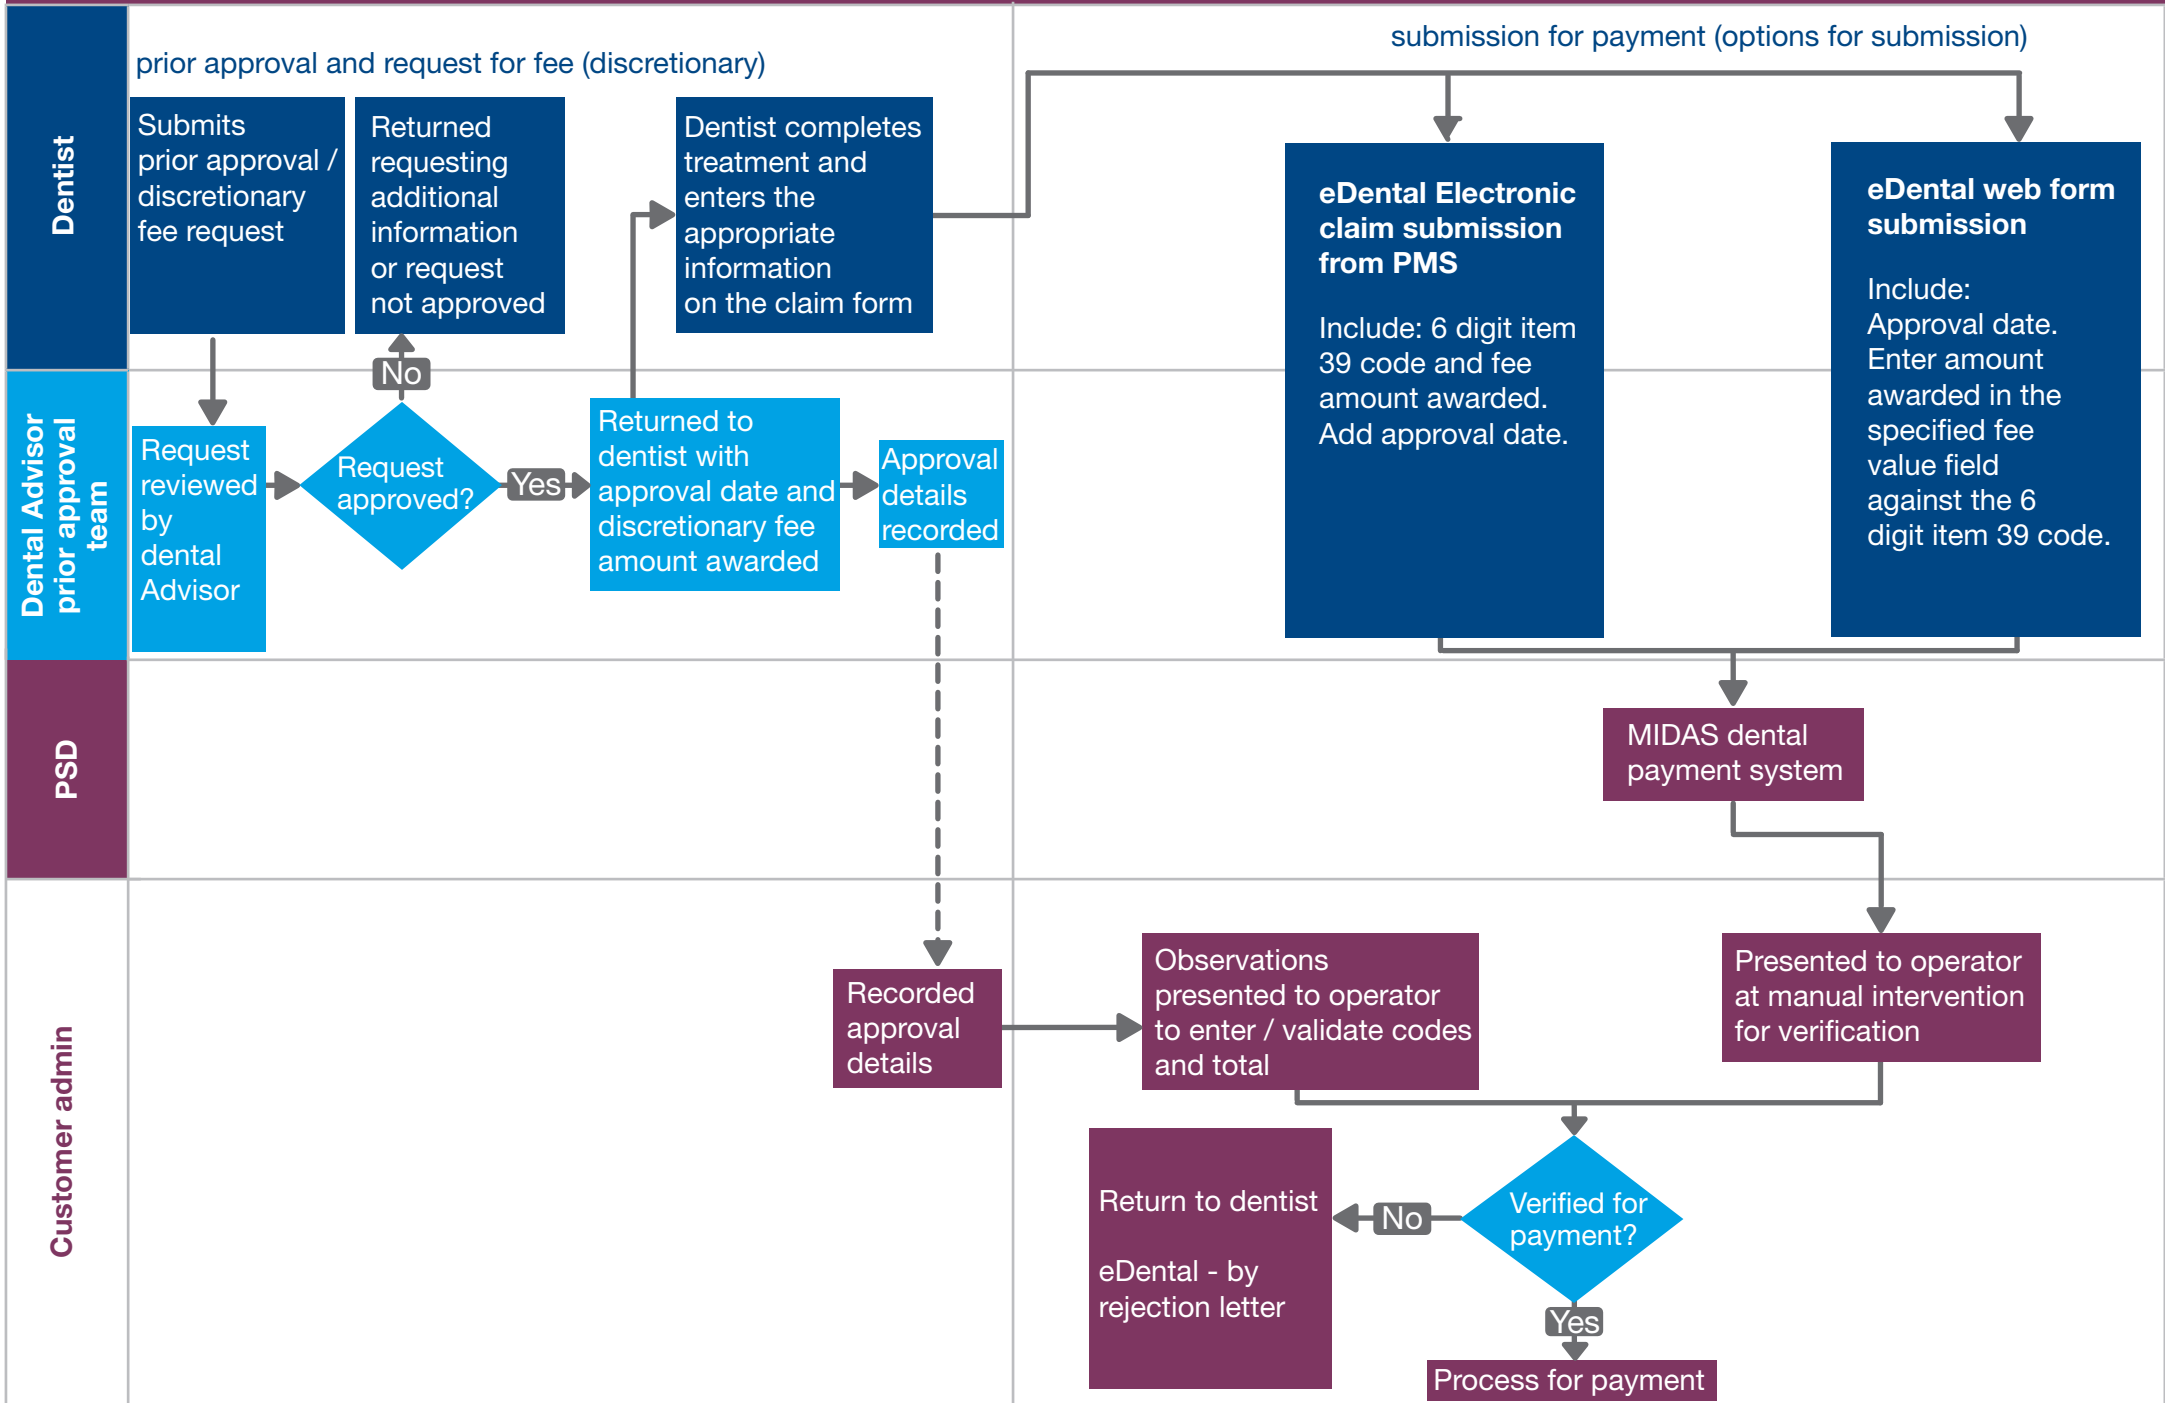 prior approval and request for fee (discretionary)
submission for payment (options for submission)
Dentist
Submits
prior approval /
discretionary
fee request
Returned
requesting
additional
information
or request
not approved
Dentist completes
treatment and
enters the
appropriate
information
on the claim form
eDental Electronic
claim submission
from PMS
Include: 6 digit item
39 code and fee
amount awarded.
Add approval date.
eDental web form
submission
Include:
Approval date.
Enter amount
awarded in the
specified fee
value field
against the 6
digit item 39 code.
No
Dental Advisor
prior approval
team
Request
reviewed
by
dental
Advisor
Request
approved?
Yes
Returned to
dentist with
approval date and
discretionary fee
amount awarded
Approval
details
recorded
PSD
MIDAS dental
payment system
Customer admin
Recorded
approval
details
Observations
presented to operator
to enter / validate codes
and total
Presented to operator
at manual intervention
for verification
Return to dentist
eDental - by
rejection letter
No
Verified for
payment?
Yes
Process for payment